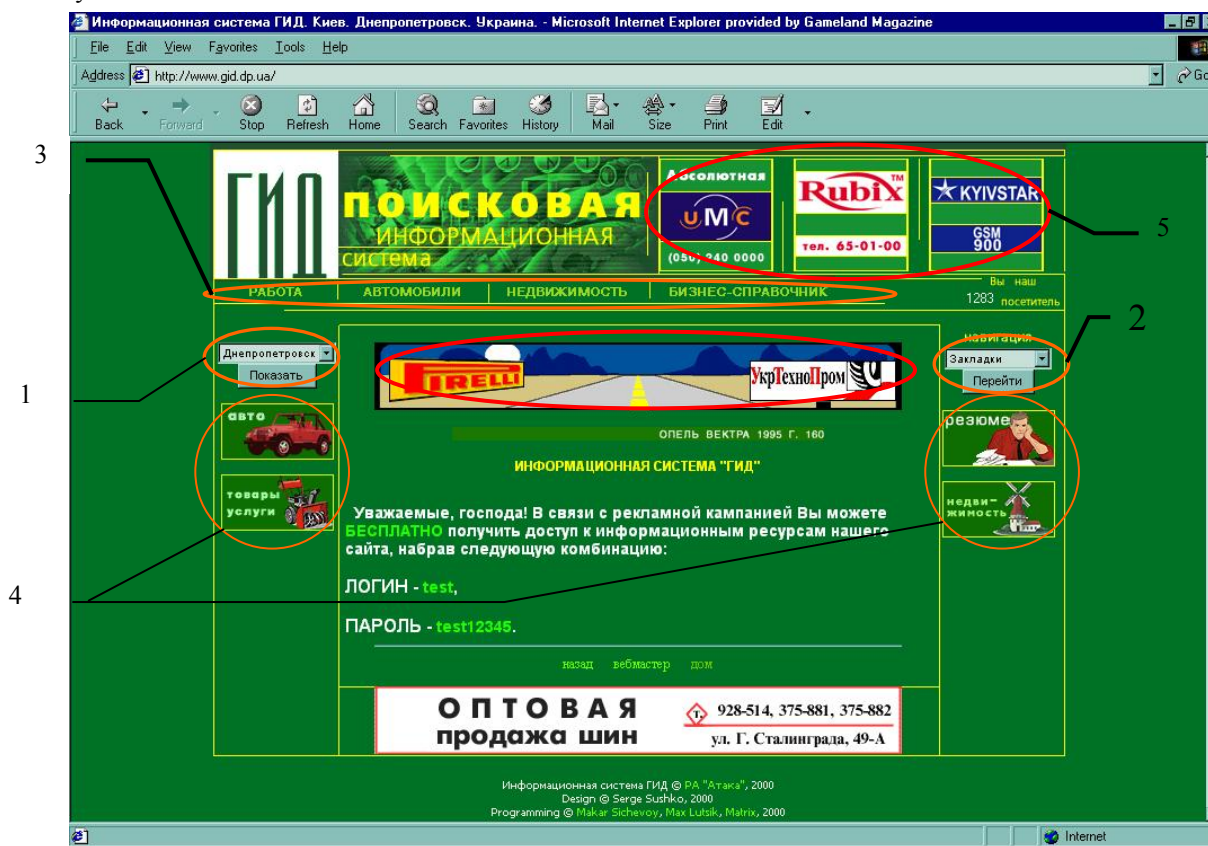 Информационная система ГИД. Киев. Днепропетровск. Украина. - Microsoft Internet Explorer provided by Gameland Magazine
File Edit View Favorites Tools Help
Address http://www.gid.dp.ua/ Go
Back Forward Stop Refresh Home Search Favorites History Mail Size Print Edit
3
ГИД
ПОИСКОВАЯ
ИНФОРМАЦИОННАЯ
система
Абсолютная
UMC
(050) 240 0000
Rubix TM
тел. 65-01-00
KYIVSTAR
GSM
900
5
РАБОТА АВТОМОБИЛИ НЕДВИЖИМОСТЬ БИЗНЕС-СПРАВОЧНИК
Вы наш
1283 посетитель
2
1
Днепропетровск
Показать
авто
товары
услуги
4
PIRELLI УкрТехноПром
ОПЕЛЬ ВЕКТРА 1995 Г. 160
ИНФОРМАЦИОННАЯ СИСТЕМА "ГИД"
Уважаемые, господа! В связи с рекламной кампанией Вы можете
БЕСПЛАТНО получить доступ к информационным ресурсам нашего
сайта, набрав следующую комбинацию:
ЛОГИН - test,
ПАРОЛЬ - test12345.
назад вебмастер дом
ОПТОВАЯ
продажа шин
т. 928-514, 375-881, 375-882
ул. Г. Сталинграда, 49-А
навигация
Закладки
Перейти
резюме
недви-
жимость
Информационная система ГИД © РА "Атака", 2000
Design © Serge Sushko, 2000
Programming © Makar Sichevoy, Max Lutsik, Matrix, 2000
Internet